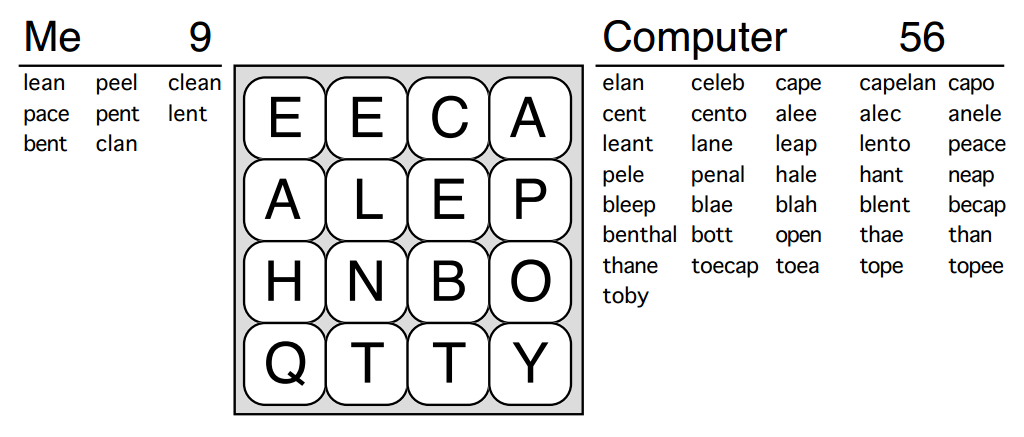 Me 9
lean peel clean
pace pent lent
bent clan
E E C A
A L E P
H N B O
Q T T Y
Computer 56
elan celeb cape capelan capo
cent cento alee alec anele
leant lane leap lento peace
pele penal hale hant neap
bleep blae blah blent becap
benthal bott open thae than
thane toecap toea tope topee
toby